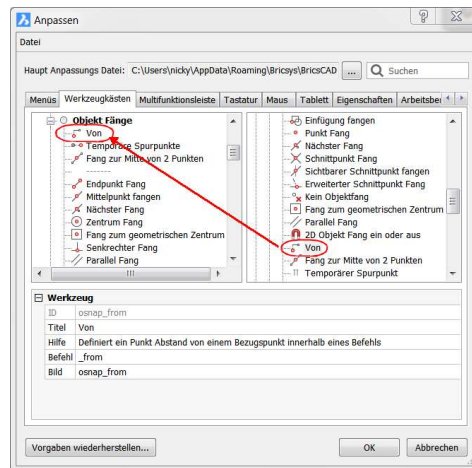 Anpassen
Datei
Haupt Anpassungs Datei: C:\Users\nicky\AppData\Roaming\Bricsys\BricsCAD ... Suchen
Menüs Werkzeugkästen Multifunktionsleiste Tastatur Maus Tablett Eigenschaften Arbeitsber
Objekt Fänge
Von
Temporäre Spurpunkte
Fang zur Mitte von 2 Punkten
--------
Endpunkt Fang
Mittelpunkt fangen
Nächster Fang
Zentrum Fang
Fang zum geometrischen Zentrum
Senkrechter Fang
Parallel Fang
Einfügung fangen
Punkt Fang
Nächster Fang
Schnittpunkt Fang
Sichtbarer Schnittpunkt fangen
Erweiterter Schnittpunkt Fang
Kein Objektfang
Fang zum geometrischen Zentrum
Parallel Fang
2D Objekt Fang ein oder aus
Von
Fang zur Mitte von 2 Punkten
Temporärer Spurpunkt
Werkzeug
ID osnap_from
Titel Von
Hilfe Definiert ein Punkt Abstand von einem Bezugspunkt innerhalb eines Befehls
Befehl _from
Bild osnap_from
Vorgaben wiederherstellen... OK Abbrechen